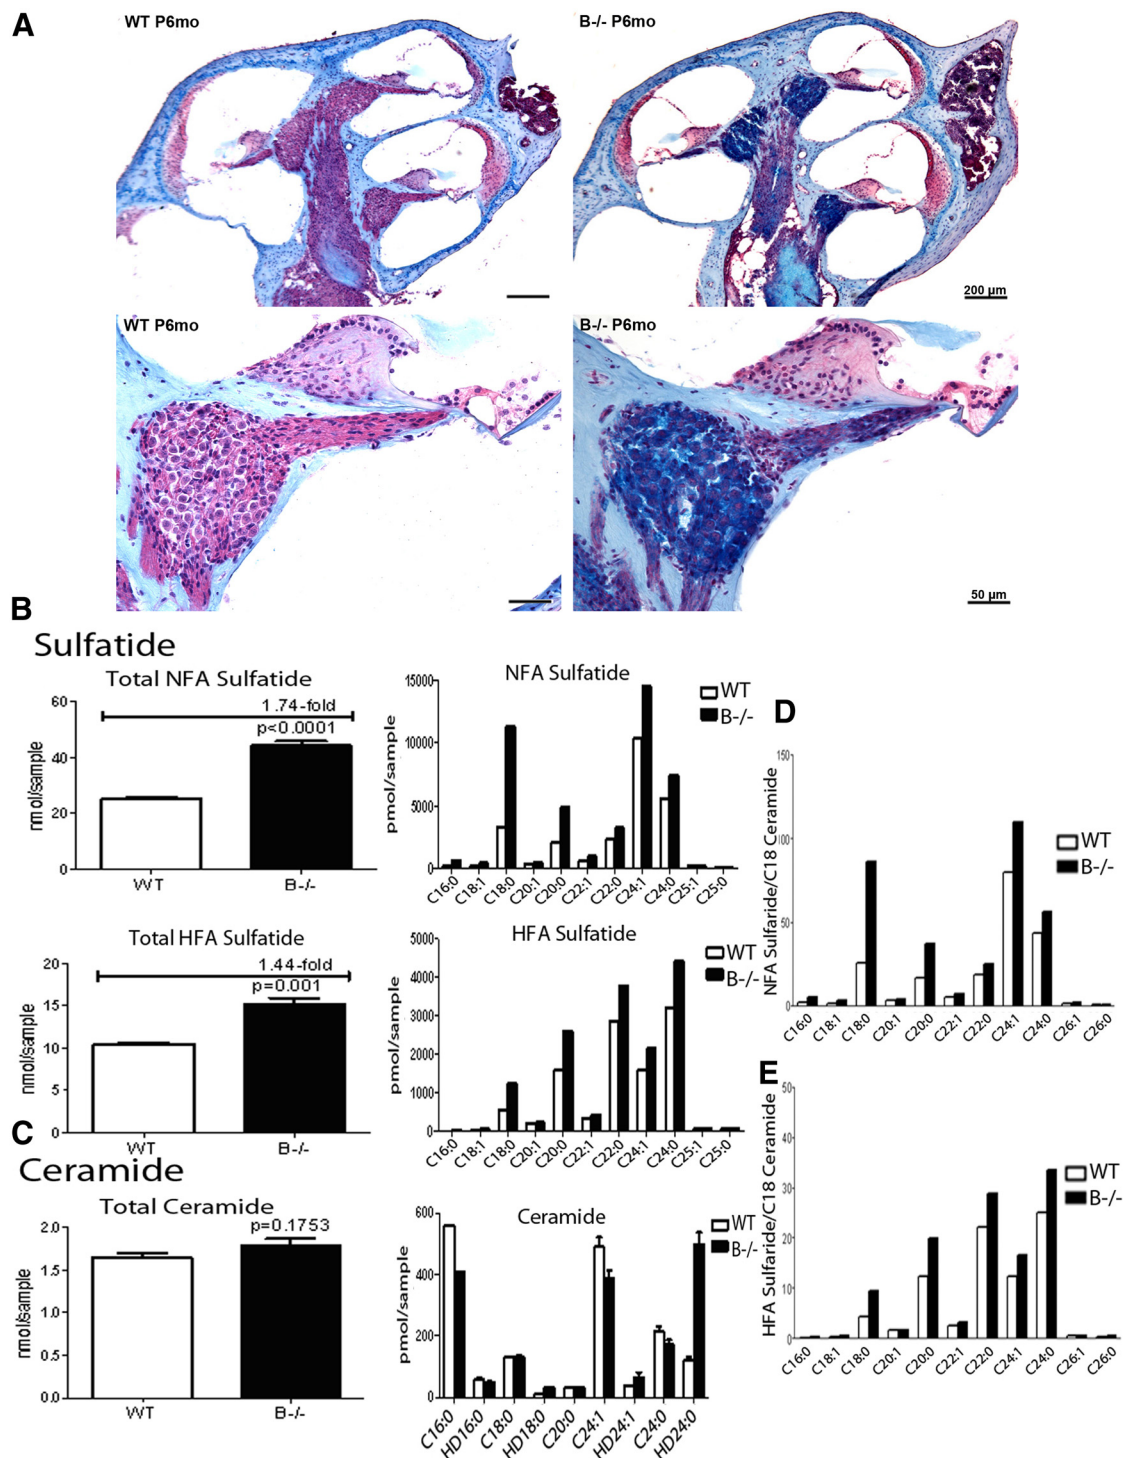 A
WT P6mo
B-/- P6mo
200 µm
WT P6mo
B-/- P6mo
50 µm
B
Sulfatide
Total NFA Sulfatide
1.74-fold
p<0.0001
60
40
20
0
nmol/sample
WT
B-/-
NFA Sulfatide
WT
B-/-
15000
10000
5000
0
pmol/sample
C16:0
C18:1
C18:0
C20:1
C20:0
C22:1
C22:0
C24:1
C24:0
C25:1
C25:0
Total HFA Sulfatide
1.44-fold
p=0.001
20
15
10
5
0
nmol/sample
WT
B-/-
HFA Sulfatide
WT
B-/-
5000
4000
3000
2000
1000
0
pmol/sample
C16:0
C18:1
C18:0
C20:1
C20:0
C22:1
C22:0
C24:1
C24:0
C25:1
C25:0
C
Ceramide
Total Ceramide
p=0.1753
2.0
1.5
1.0
0.5
0.0
nmol/sample
WT
B-/-
Ceramide
WT
B-/-
600
400
200
0
pmol/sample
C16:0
HD16:0
C18:0
HD18:0
C20:0
C24:1
HD24:1
C24:0
HD24:0
D
WT
B-/-
150
100
50
0
NFA Sulfaride/C18 Ceramide
C16:0
C18:1
C18:0
C20:1
C20:0
C22:1
C22:0
C24:1
C24:0
C26:1
C26:0
E
WT
B-/-
50
40
30
20
10
0
HFA Sulfaride/C18 Ceramide
C16:0
C18:1
C18:0
C20:1
C20:0
C22:1
C22:0
C24:1
C24:0
C26:1
C26:0